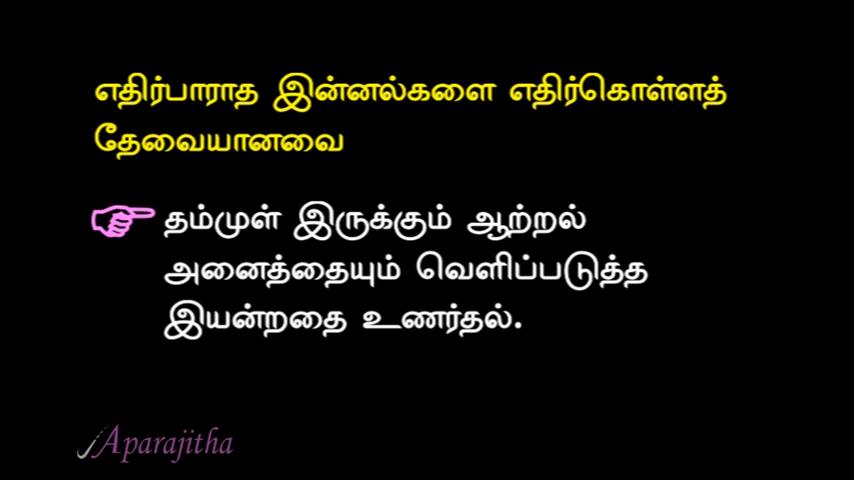 எதிர்பாராத இன்னல்களை எதிர்கொள்ளத்
தேவையானவை
தம்முள் இருக்கும் ஆற்றல்
அனைத்தையும் வெளிப்படுத்த
இயன்றதை உணர்தல்.
Aparajitha